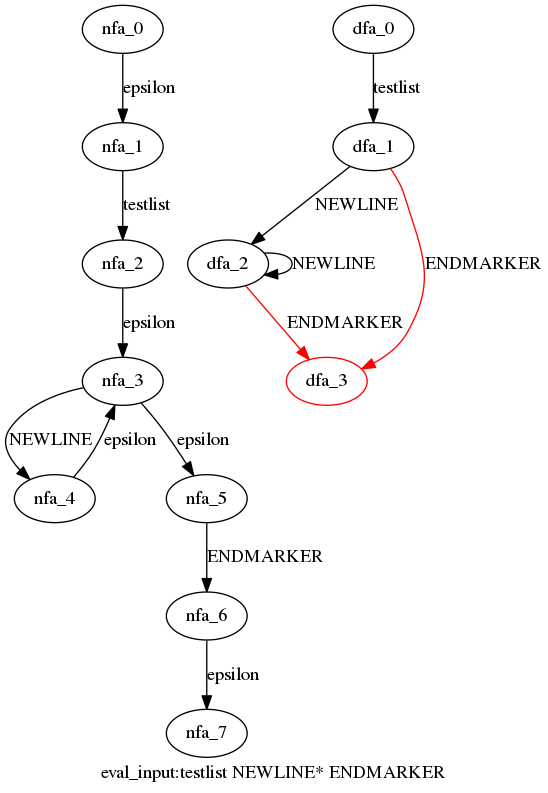 nfa_0
dfa_0
epsilon
testlist
nfa_1
dfa_1
testlist
NEWLINE
nfa_2
dfa_2
NEWLINE
ENDMARKER
epsilon
ENDMARKER
nfa_3
dfa_3
NEWLINE
epsilon
epsilon
nfa_4
nfa_5
ENDMARKER
nfa_6
epsilon
nfa_7
eval_input:testlist NEWLINE* ENDMARKER